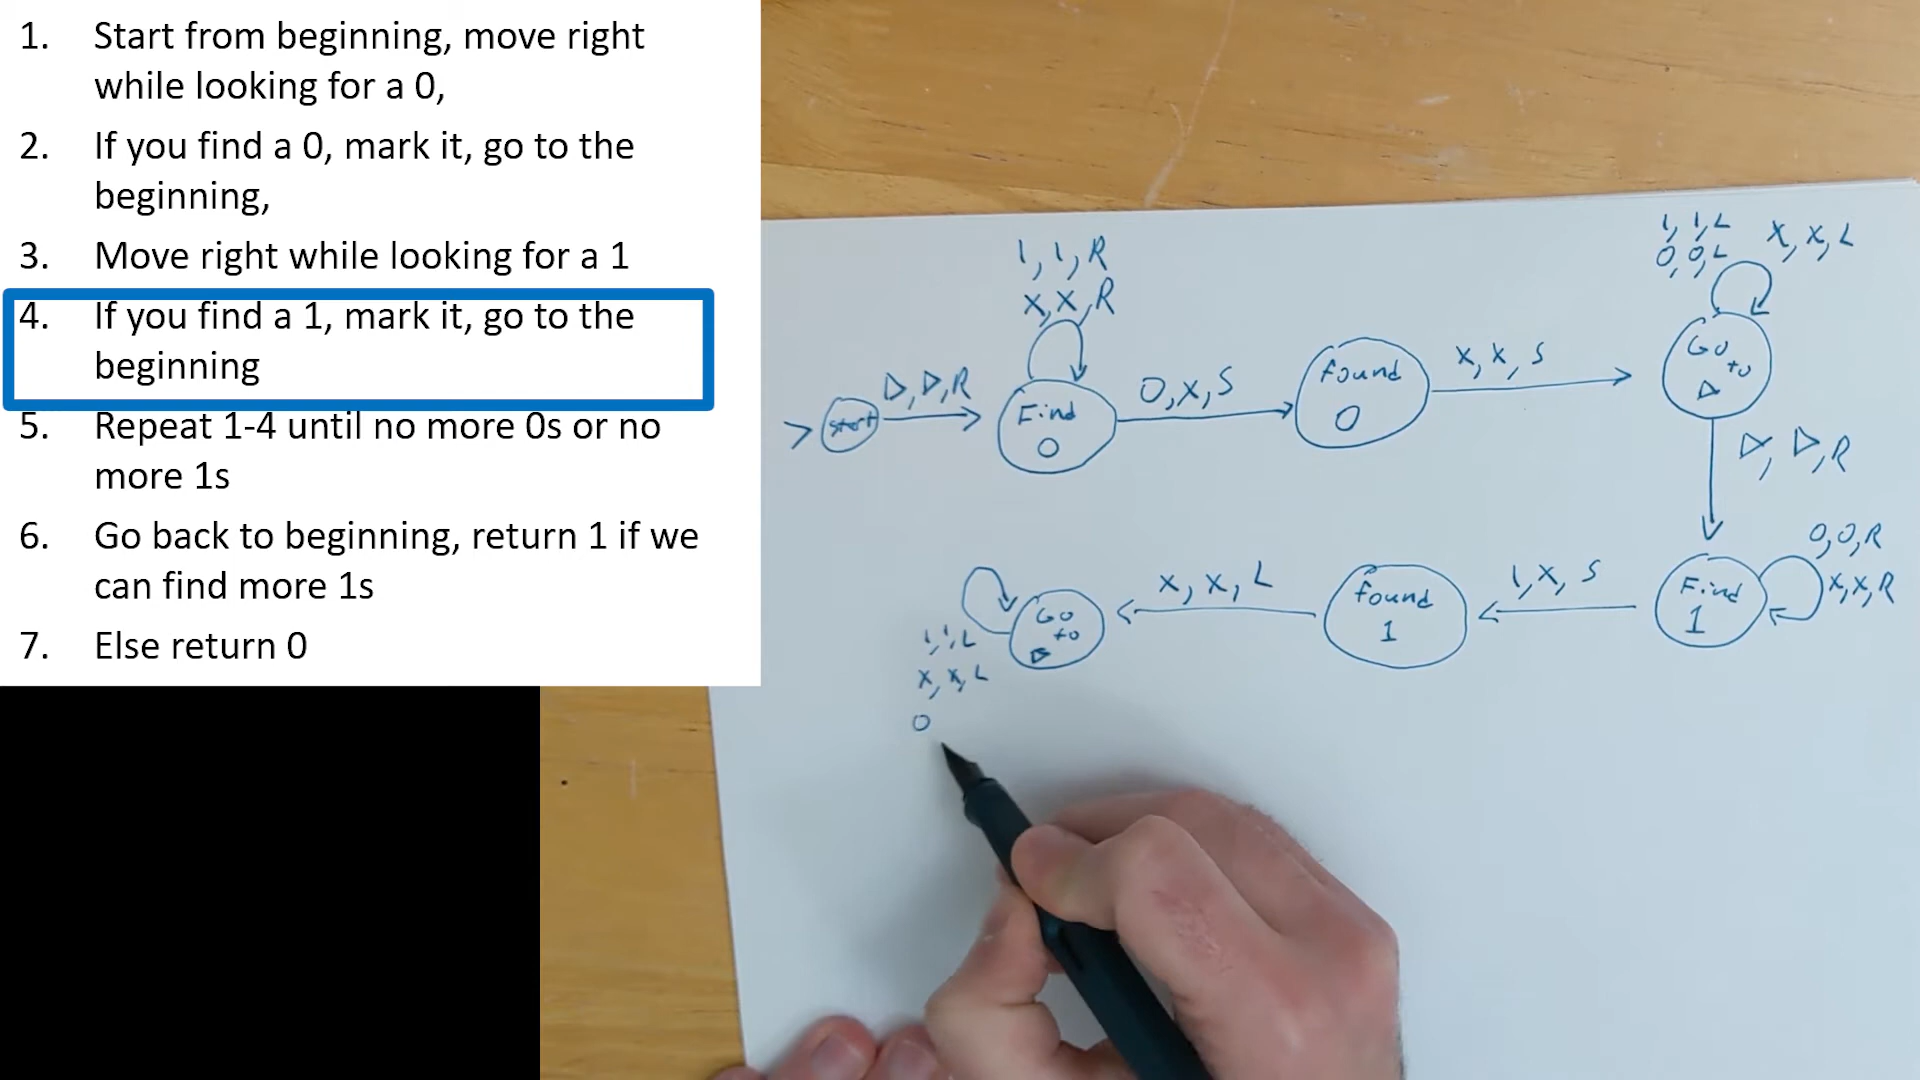 1. Start from beginning, move right
while looking for a 0,
2. If you find a 0, mark it, go to the
beginning,
3. Move right while looking for a 1
4. If you find a 1, mark it, go to the
beginning
5. Repeat 1-4 until no more 0s or no
more 1s
6. Go back to beginning, return 1 if we
can find more 1s
7. Else return 0
1, 1, R
x, x, R
> start
▷, ▷, R
Find
0
0, x, S
found
0
x, x, S
1, 1, L
0, 0, L
x, x, L
Go
to
▷
▷, ▷, R
0, 0, R
x, x, R
Find
1
1, x, S
found
1
x, x, L
Go
to
▷
1, 1, L
x, x, L
0